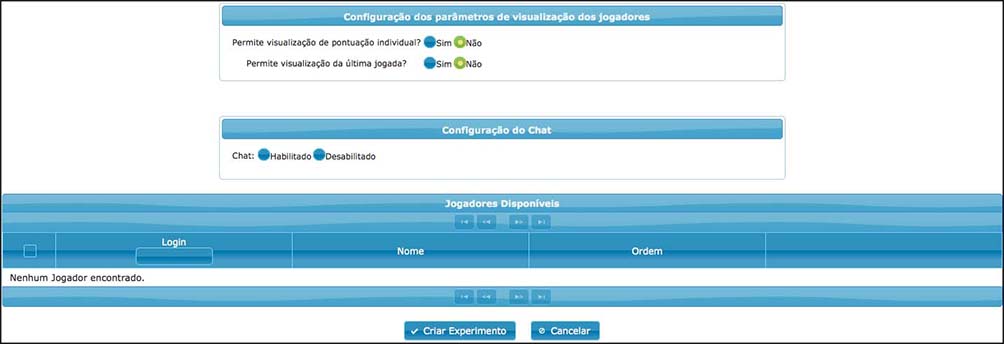 Configuração dos parâmetros de visualização dos jogadores
Permite visualização de pontuação individual? Sim Não
Permite visualização da última jogada? Sim Não
Configuração do Chat
Chat: Habilitado Desabilitado
Jogadores Disponíveis
Login Nome Ordem
Nenhum Jogador encontrado.
Criar Experimento Cancelar